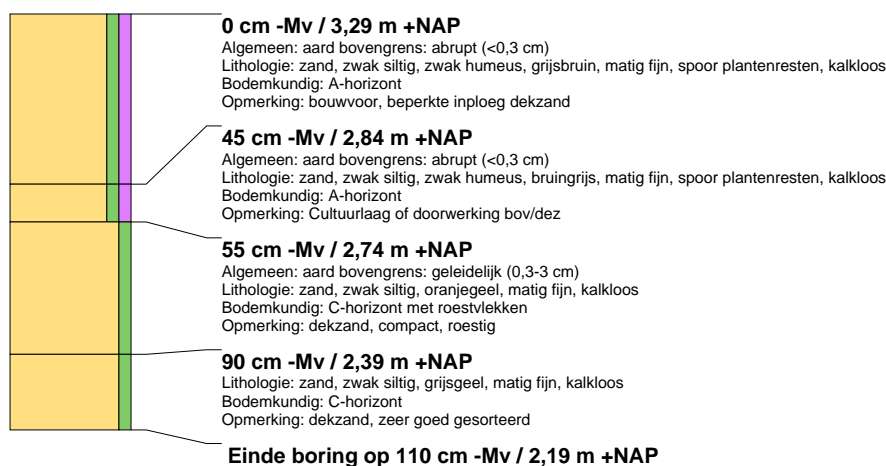 0 cm -Mv / 3,29 m +NAP
Algemeen: aard bovengrens: abrupt (<0,3 cm)
Lithologie: zand, zwak siltig, zwak humeus, grijsbruin, matig fijn, spoor plantenresten, kalkloos
Bodemkundig: A-horizont
Opmerking: bouwvoor, beperkte inploeg dekzand
45 cm -Mv / 2,84 m +NAP
Algemeen: aard bovengrens: abrupt (<0,3 cm)
Lithologie: zand, zwak siltig, zwak humeus, bruingrijs, matig fijn, spoor plantenresten, kalkloos
Bodemkundig: A-horizont
Opmerking: Cultuurlaag of doorwerking bov/dez
55 cm -Mv / 2,74 m +NAP
Algemeen: aard bovengrens: geleidelijk (0,3-3 cm)
Lithologie: zand, zwak siltig, oranjegeel, matig fijn, kalkloos
Bodemkundig: C-horizont met roestvlekken
Opmerking: dekzand, compact, roestig
90 cm -Mv / 2,39 m +NAP
Lithologie: zand, zwak siltig, grijsgeel, matig fijn, kalkloos
Bodemkundig: C-horizont
Opmerking: dekzand, zeer goed gesorteerd
Einde boring op 110 cm -Mv / 2,19 m +NAP